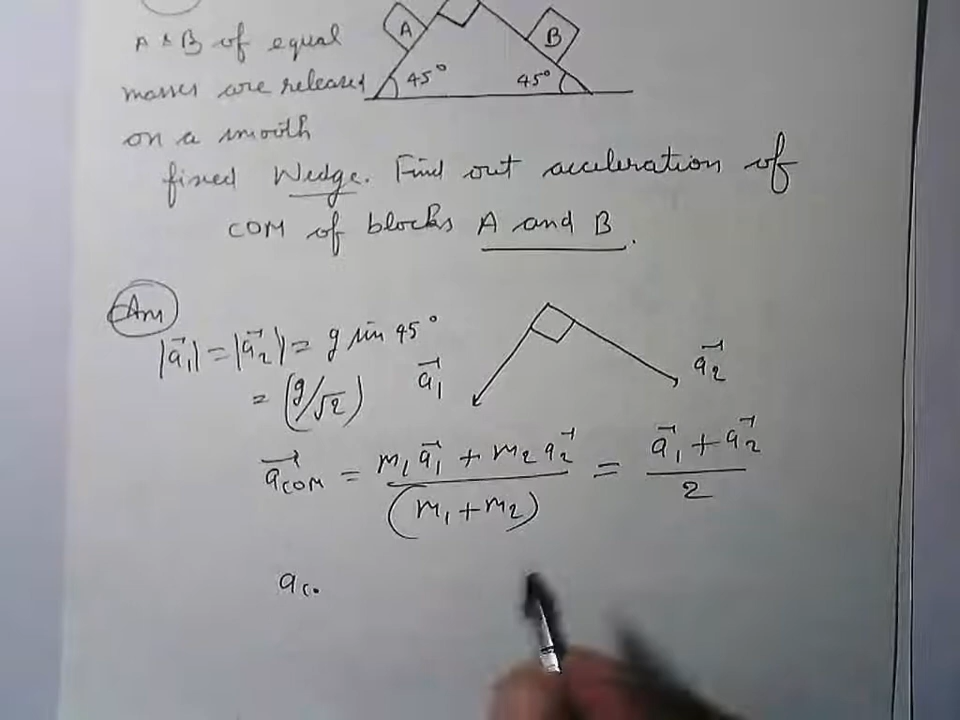 A & B of equal
masses are released
on a smooth
fixed Wedge. Find out acceleration of
COM of blocks A and B.
A
B
45°
45°
Ans
|a⃗₁| = |a⃗₂| = g sin 45°
= (g/√2)
a⃗₁
a⃗₂
a⃗COM = m₁a⃗₁ + m₂a⃗₂ / (m₁ + m₂) = a⃗₁ + a⃗₂ / 2
ac